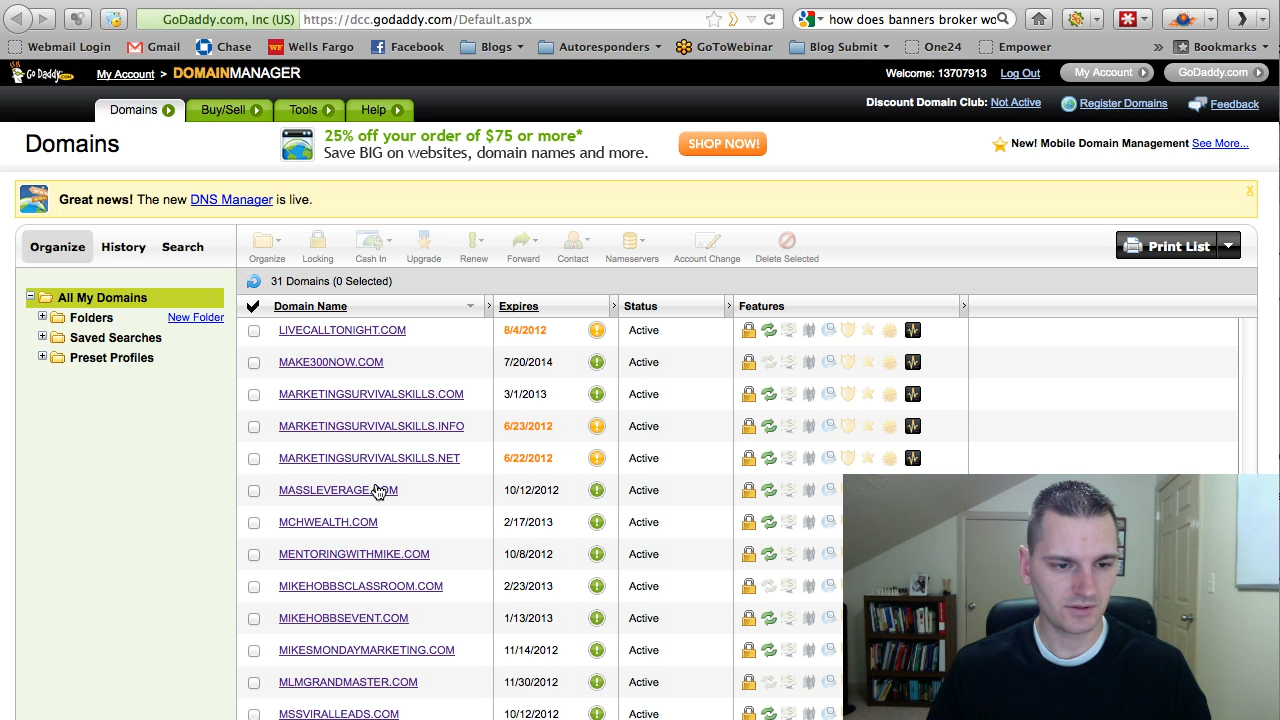 GoDaddy.com, Inc (US) https://dcc.godaddy.com/Default.aspx how does banners broker wo
Webmail Login Gmail Chase Wells Fargo Facebook Blogs Autoresponders GoToWebinar Blog Submit One24 Empower » Bookmarks
Go Daddy.COM My Account > DOMAINMANAGER Welcome: 13707913 Log Out My Account GoDaddy.com
Domains Buy/Sell Tools Help Discount Domain Club: Not Active Register Domains Feedback
Domains
25% off your order of $75 or more*
Save BIG on websites, domain names and more.
SHOP NOW!
New! Mobile Domain Management See More...
Great news! The new DNS Manager is live. X
Organize History Search
Organize Locking Cash In Upgrade Renew Forward Contact Nameservers Account Change Delete Selected
Print List
All My Domains
Folders New Folder
Saved Searches
Preset Profiles
31 Domains (0 Selected)
Domain Name Expires Status Features
LIVECALLTONIGHT.COM 8/4/2012 Active
MAKE300NOW.COM 7/20/2014 Active
MARKETINGSURVIVALSKILLS.COM 3/1/2013 Active
MARKETINGSURVIVALSKILLS.INFO 6/23/2012 Active
MARKETINGSURVIVALSKILLS.NET 6/22/2012 Active
MASSLEVERAGE.COM 10/12/2012 Active
MCHWEALTH.COM 2/17/2013 Active
MENTORINGWITHMIKE.COM 10/8/2012 Active
MIKEHOBBSCLASSROOM.COM 2/23/2013 Active
MIKEHOBBSEVENT.COM 1/13/2013 Active
MIKESMONDAYMARKETING.COM 11/14/2012 Active
MLMGRANDMASTER.COM 11/30/2012 Active
MSSVIRALLEADS.COM 10/12/2012 Active